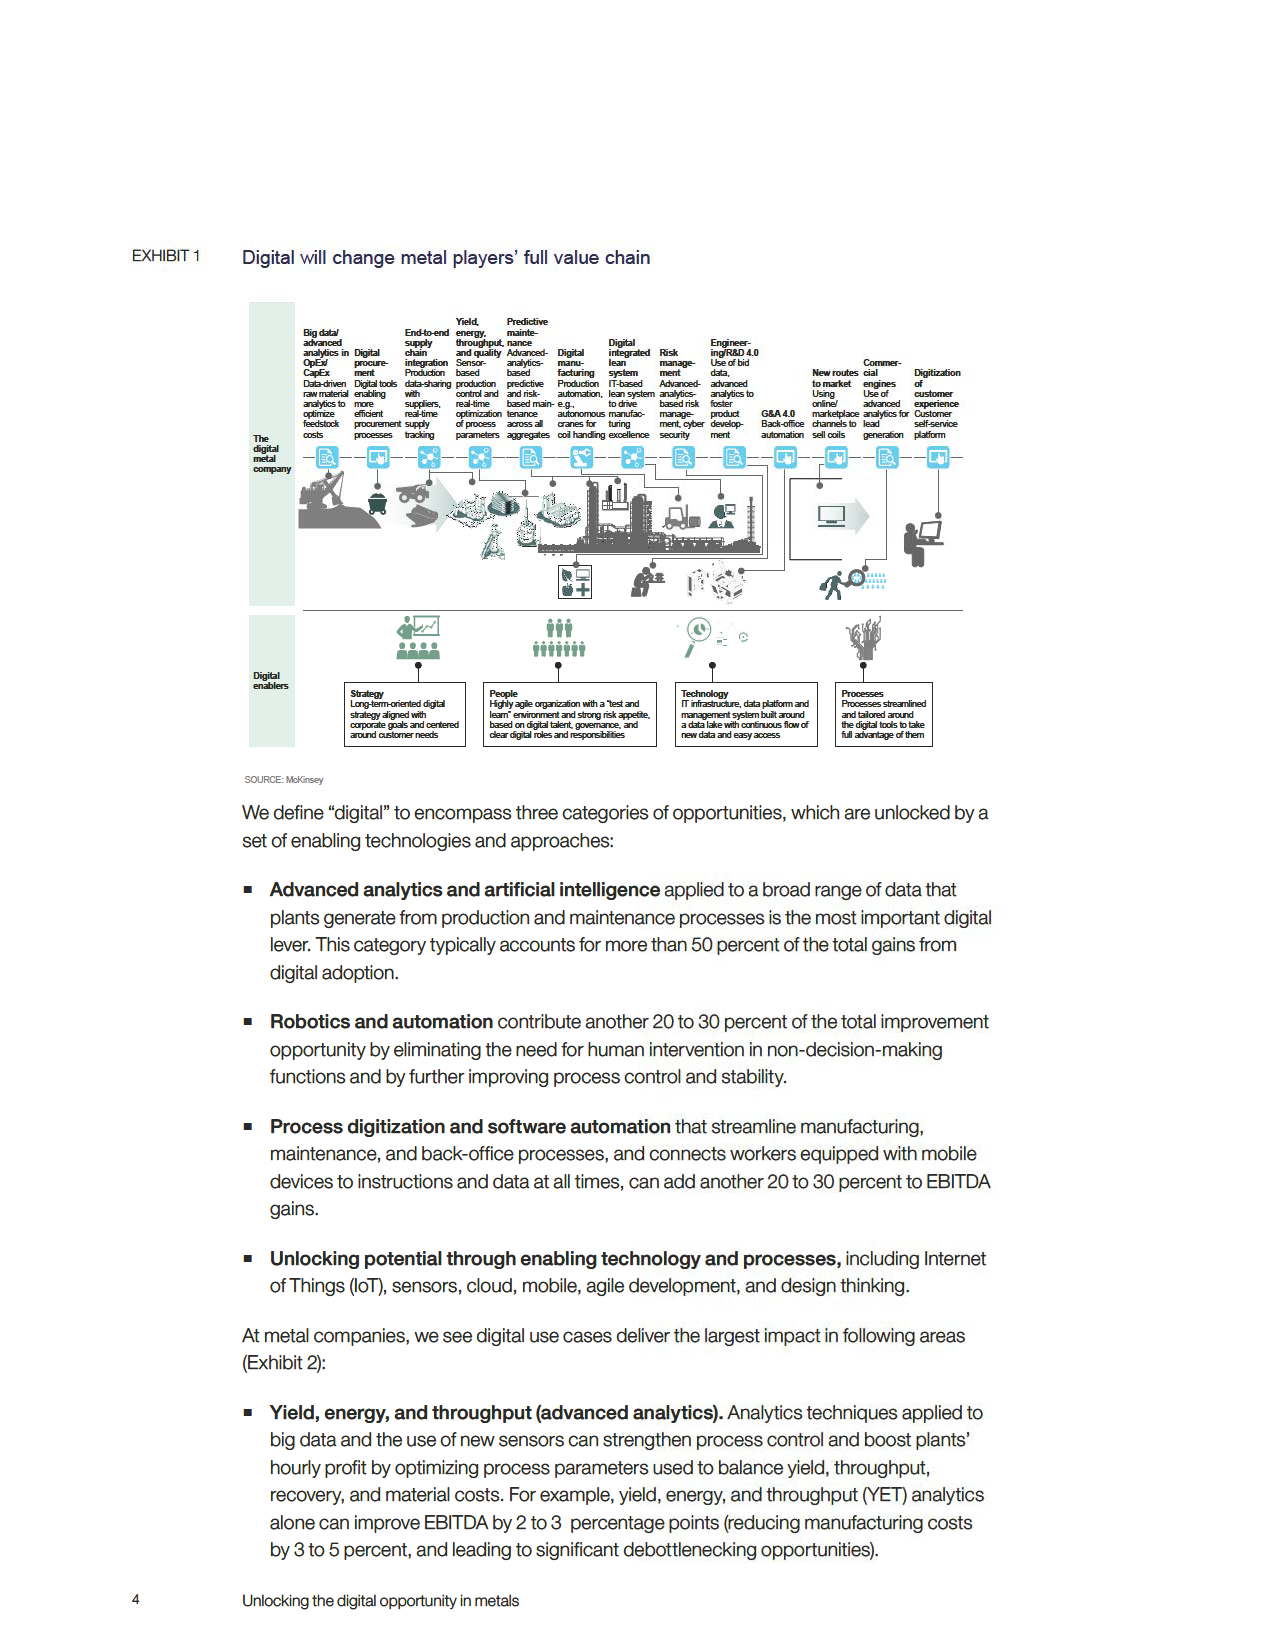 EXHIBIT 1
Digital will change metal players’ full value chain
The
digital
metal
company
Big data/
advanced
analytics in
OpEx/
CapEx
Data-driven
raw material
analytics to
optimize
feedstock
costs
Digital
procure-
ment
Digital tools
enabling
more
efficient
procurement
processes
End-to-end
supply
chain
integration
Production
data-sharing
with
suppliers,
real-time
supply
tracking
Yield,
energy,
throughput,
and quality
Sensor-
based
production
control and
real-time
optimization
of process
parameters
Predictive
mainte-
nance
Advanced-
analytics-
based
predictive
and risk-
based main-
tenance
across all
aggregates
Digital
manu-
facturing
Production
automation,
e.g.,
autonomous
cranes for
coil handling
Digital
integrated
lean
system
IT-based
lean system
to drive
manufac-
turing
excellence
Risk
manage-
ment
Advanced-
analytics-
based risk
manage-
ment, cyber
security
Engineer-
ing/R&D 4.0
Use of bid
data,
advanced
analytics to
foster
product
develop-
ment
G&A 4.0
Back-office
automation
New routes
to market
Using
online/
marketplace
channels to
sell coils
Commer-
cial
engines
Use of
advanced
analytics for
lead
generation
Digitization
of
customer
experience
Customer
self-service
platform
Digital
enablers
Strategy
Long-term-oriented digital
strategy aligned with
corporate goals and centered
around customer needs
People
Highly agile organization with a "test and
learn" environment and strong risk appetite,
based on digital talent, governance, and
clear digital roles and responsibilities
Technology
IT infrastructure, data platform and
management system built around
a data lake with continuous flow of
new data and easy access
Processes
Processes streamlined
and tailored around
the digital tools to take
full advantage of them
SOURCE: McKinsey
We define “digital” to encompass three categories of opportunities, which are unlocked by a
set of enabling technologies and approaches:
■ Advanced analytics and artificial intelligence applied to a broad range of data that
plants generate from production and maintenance processes is the most important digital
lever. This category typically accounts for more than 50 percent of the total gains from
digital adoption.
■ Robotics and automation contribute another 20 to 30 percent of the total improvement
opportunity by eliminating the need for human intervention in non-decision-making
functions and by further improving process control and stability.
■ Process digitization and software automation that streamline manufacturing,
maintenance, and back-office processes, and connects workers equipped with mobile
devices to instructions and data at all times, can add another 20 to 30 percent to EBITDA
gains.
■ Unlocking potential through enabling technology and processes, including Internet
of Things (IoT), sensors, cloud, mobile, agile development, and design thinking.
At metal companies, we see digital use cases deliver the largest impact in following areas
(Exhibit 2):
■ Yield, energy, and throughput (advanced analytics). Analytics techniques applied to
big data and the use of new sensors can strengthen process control and boost plants’
hourly profit by optimizing process parameters used to balance yield, throughput,
recovery, and material costs. For example, yield, energy, and throughput (YET) analytics
alone can improve EBITDA by 2 to 3 percentage points (reducing manufacturing costs
by 3 to 5 percent, and leading to significant debottlenecking opportunities).
4
Unlocking the digital opportunity in metals